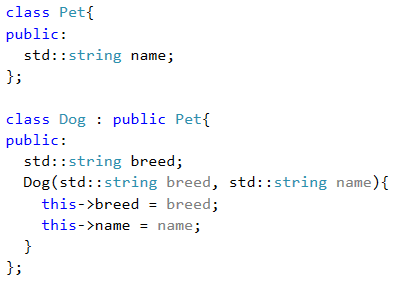 class Pet{
public:
  std::string name;
};

class Dog : public Pet{
public:
  std::string breed;
  Dog(std::string breed, std::string name){
    this->breed = breed;
    this->name = name;
  }
};